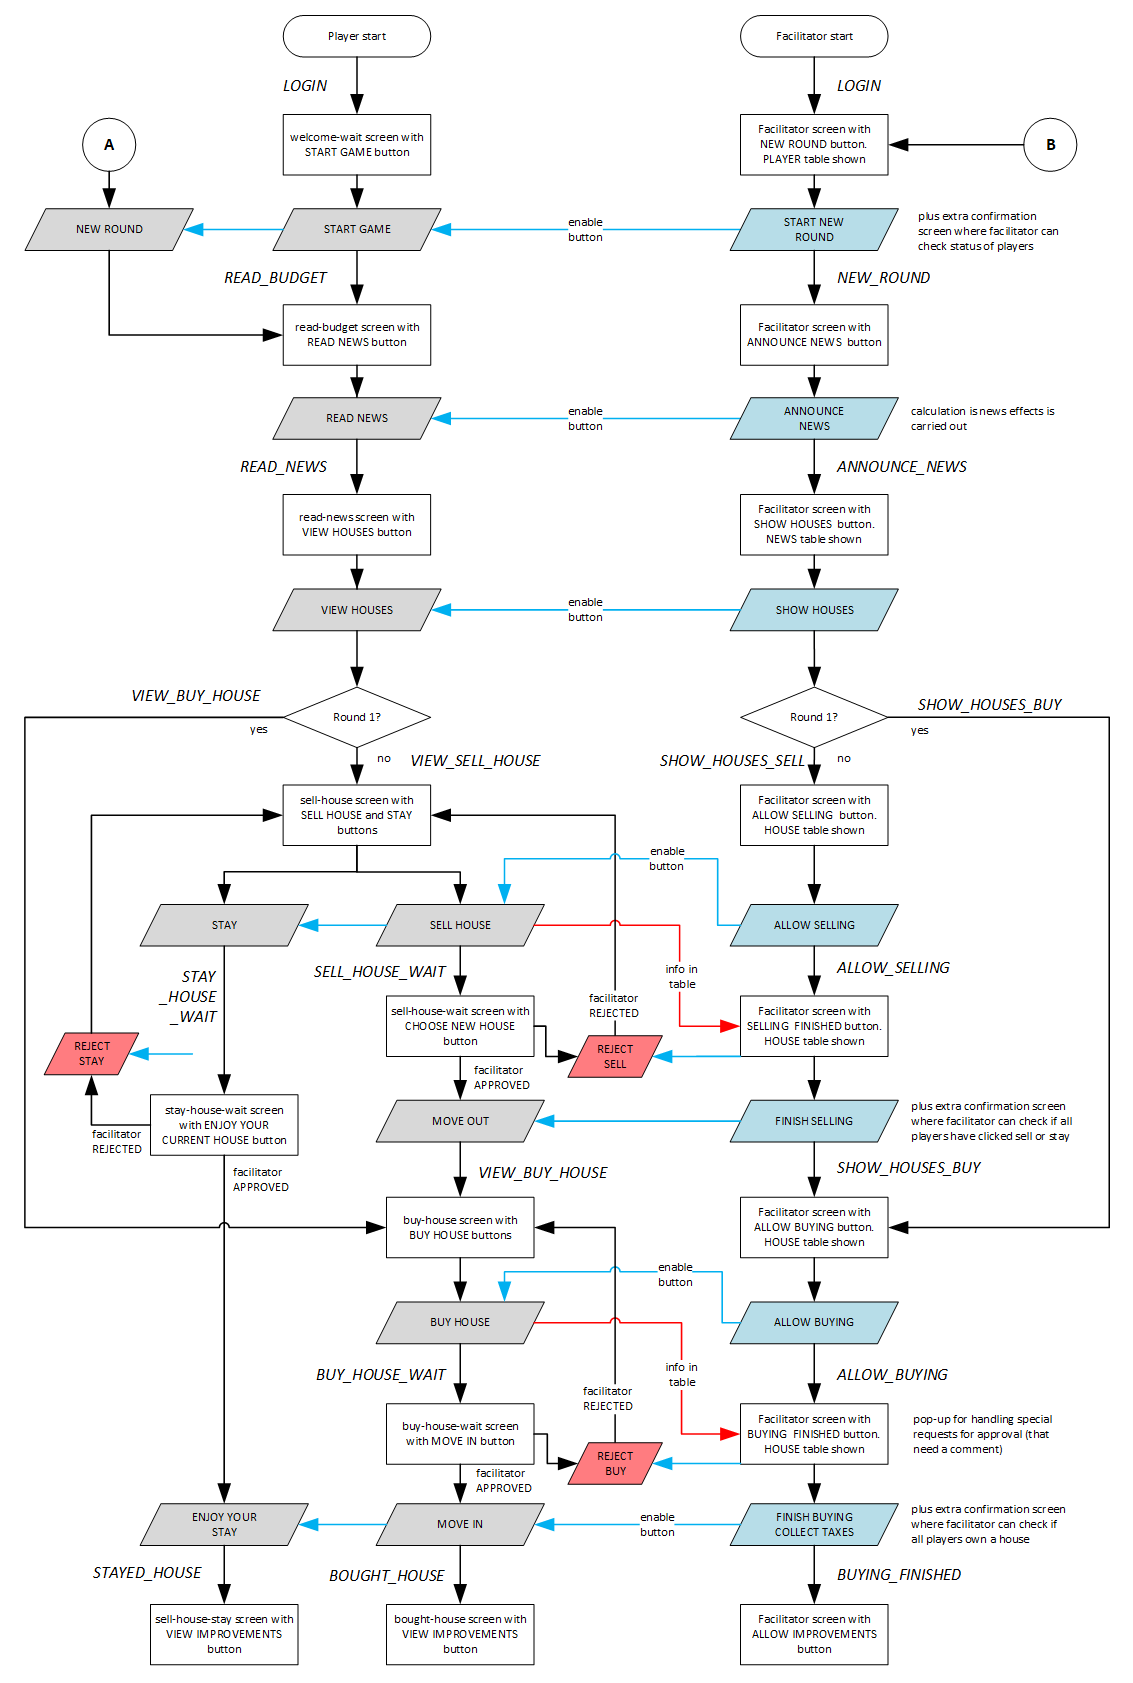 Player start
Facilitator start
LOGIN
LOGIN
A
welcome-wait screen with
START GAME button
Facilitator screen with
NEW ROUND button.
PLAYER table shown
B
NEW ROUND
START GAME
enable
button
START NEW
ROUND
plus extra confirmation
screen where facilitator can
check status of players
READ_BUDGET
NEW_ROUND
read-budget screen with
READ NEWS button
Facilitator screen with
ANNOUNCE NEWS button
READ NEWS
enable
button
ANNOUNCE
NEWS
calculation is news effects is
carried out
READ_NEWS
ANNOUNCE_NEWS
read-news screen with
VIEW HOUSES button
Facilitator screen with
SHOW HOUSES button.
NEWS table shown
VIEW HOUSES
enable
button
SHOW HOUSES
VIEW_BUY_HOUSE
Round 1?
yes
no
VIEW_SELL_HOUSE
SHOW_HOUSES_BUY
Round 1?
yes
SHOW_HOUSES_SELL
no
sell-house screen with
SELL HOUSE and STAY
buttons
Facilitator screen with
ALLOW SELLING button.
HOUSE table shown
enable
button
STAY
SELL HOUSE
ALLOW SELLING
STAY
_HOUSE
_WAIT
SELL_HOUSE_WAIT
info in
table
ALLOW_SELLING
sell-house-wait screen with
CHOOSE NEW HOUSE
button
facilitator
REJECTED
Facilitator screen with
SELLING FINISHED button.
HOUSE table shown
REJECT
STAY
REJECT
SELL
facilitator
APPROVED
stay-house-wait screen
with ENJOY YOUR
CURRENT HOUSE button
facilitator
REJECTED
MOVE OUT
FINISH SELLING
plus extra confirmation screen
where facilitator can check if all
players have clicked sell or stay
facilitator
APPROVED
VIEW_BUY_HOUSE
SHOW_HOUSES_BUY
buy-house screen with
BUY HOUSE buttons
Facilitator screen with
ALLOW BUYING button.
HOUSE table shown
enable
button
BUY HOUSE
ALLOW BUYING
BUY_HOUSE_WAIT
info in
table
ALLOW_BUYING
facilitator
REJECTED
buy-house-wait screen
with MOVE IN button
Facilitator screen with
BUYING FINISHED button.
HOUSE table shown
pop-up for handling special
requests for approval (that
need a comment)
REJECT
BUY
facilitator
APPROVED
ENJOY YOUR
STAY
MOVE IN
enable
button
FINISH BUYING
COLLECT TAXES
plus extra confirmation screen
where facilitator can check if
all players own a house
STAYED_HOUSE
BOUGHT_HOUSE
BUYING_FINISHED
sell-house-stay screen with
VIEW IMPROVEMENTS
button
bought-house screen with
VIEW IMPROVEMENTS
button
Facilitator screen with
ALLOW IMPROVEMENTS
button